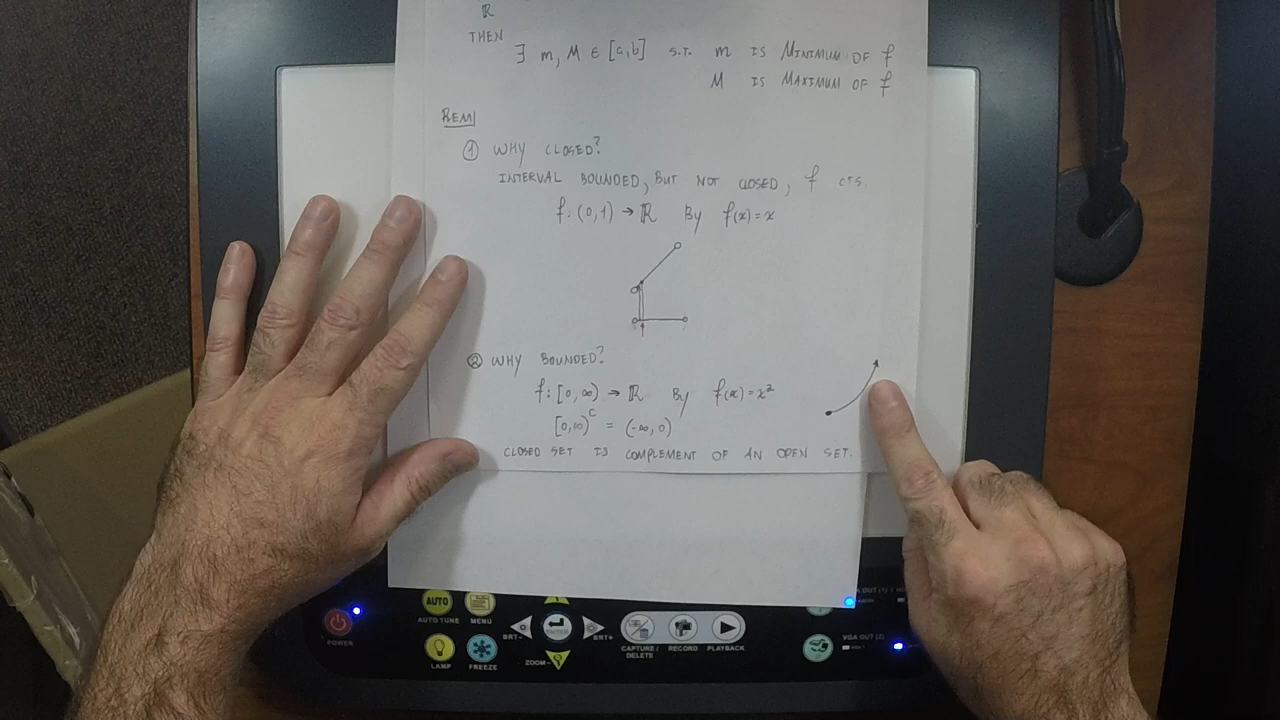 ℝ
THEN
∃ m, M ∈ [a,b] s.t. m IS MINIMUM OF f
M IS MAXIMUM OF f
REM
① WHY CLOSED?
INTERVAL BOUNDED, BUT NOT CLOSED, f CTS.
f: (0,1) → ℝ By f(x)=x
② WHY BOUNDED?
f: [0,∞) → ℝ By f(x)=x²
[0,∞)ᶜ = (-∞,0)
CLOSED SET IS COMPLEMENT OF AN OPEN SET.
AUTO
AUTO TUNE
MENU
POWER
LAMP
FREEZE
BRT-
ENTER
BRT+
ZOOM-
CAPTURE/
DELETE
RECORD
PLAYBACK
VGA OUT (2)